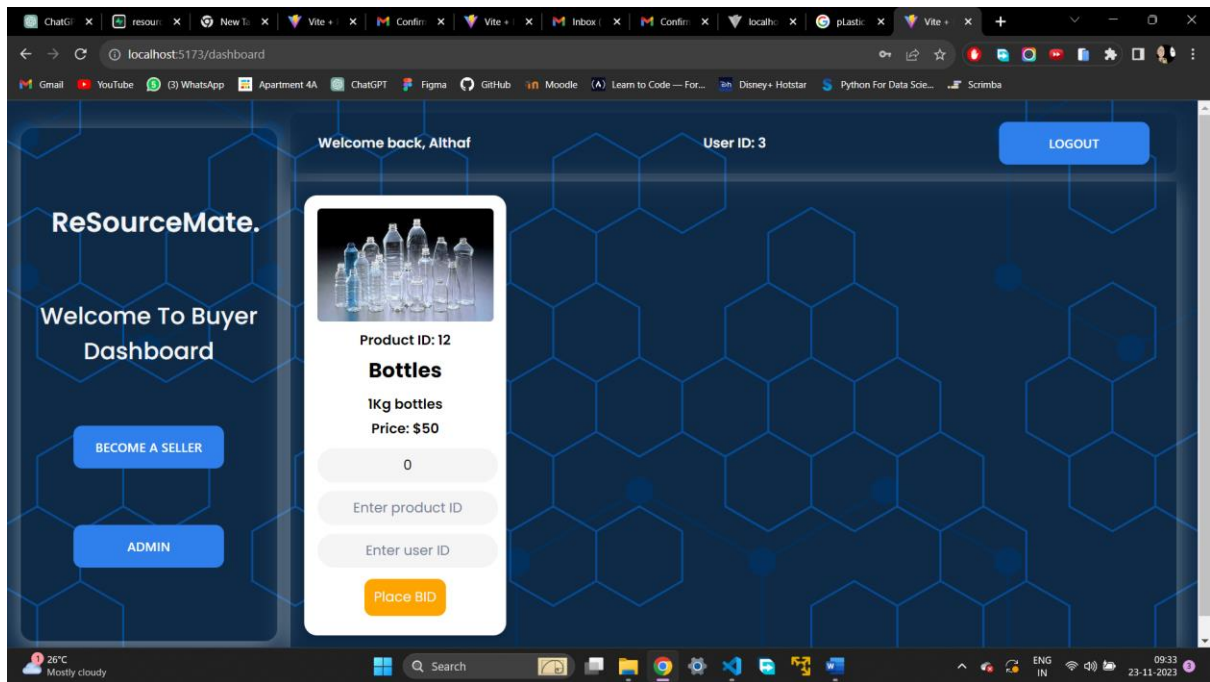 ChatG
resourc
New Ta
Vite +
Confirm
Vite +
Inbox (
Confirm
localho
pLastic
Vite +
localhost:5173/dashboard
Gmail
YouTube
(3) WhatsApp
Apartment 4A
ChatGPT
Figma
GitHub
Moodle
Learn to Code — For...
Disney+ Hotstar
Python For Data Scie...
Scrimba
Welcome back, Althaf
User ID: 3
LOGOUT
ReSourceMate.
Welcome To Buyer
Dashboard
BECOME A SELLER
ADMIN
Product ID: 12
Bottles
1Kg bottles
Price: $50
0
Enter product ID
Enter user ID
Place BID
1
26°C
Mostly cloudy
Search
ENG
IN
09:33
23-11-2023
3